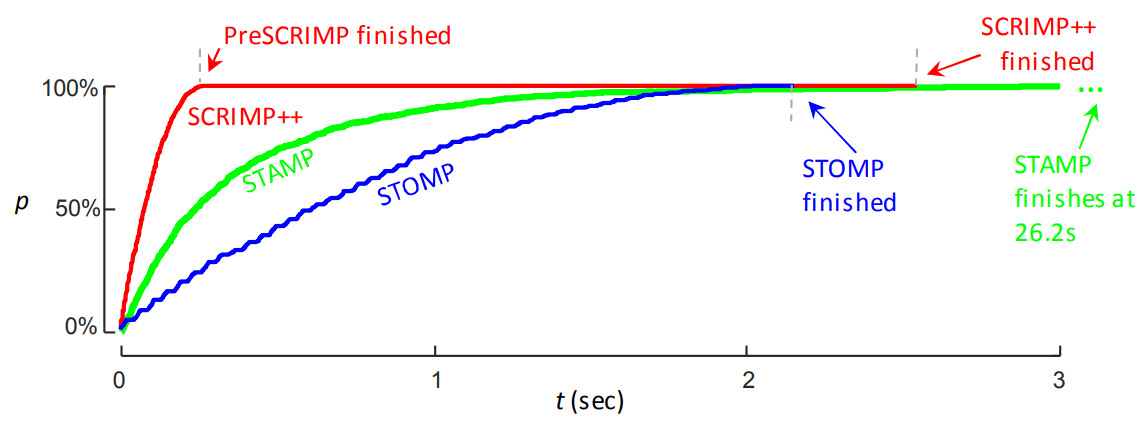 PreSCRIMP finished
SCRIMP++
finished
100%
SCRIMP++
STAMP
STOMP
STOMP
finished
STAMP
finishes at
26.2s
p
50%
0%
0
1
2
3
t (sec)